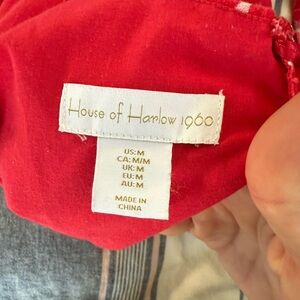 House of Harlow 1960
US:M
CA:M/M
UK:M
EU:M
AU:M
MADE IN
CHINA